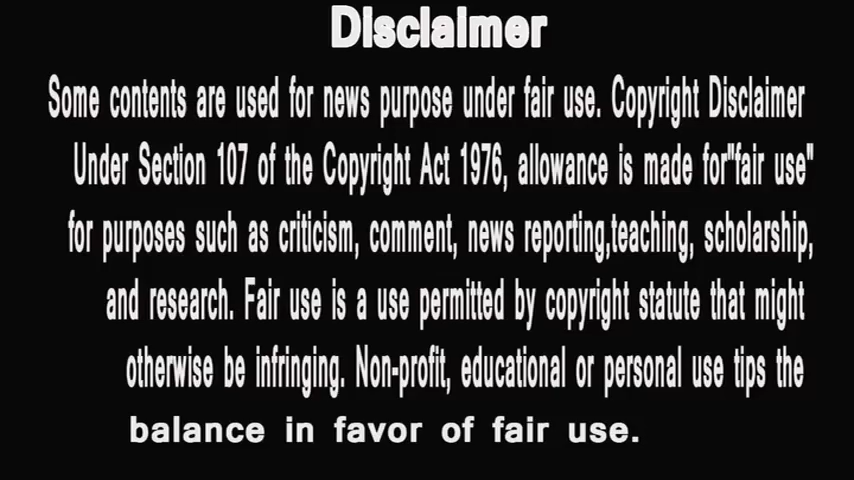 Disclaimer
Some contents are used for news purpose under fair use. Copyright Disclaimer
Under Section 107 of the Copyright Act 1976, allowance is made for"fair use"
for purposes such as criticism, comment, news reporting,teaching, scholarship,
and research. Fair use is a use permitted by copyright statute that might
otherwise be infringing. Non-profit, educational or personal use tips the
balance in favor of fair use.